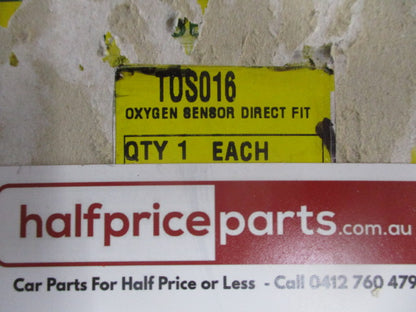 TOS016
OXYGEN SENSOR DIRECT FIT
QTY 1 EACH
halfpriceparts.com.au
Car Parts For Half Price or Less - Call 0412 760 479